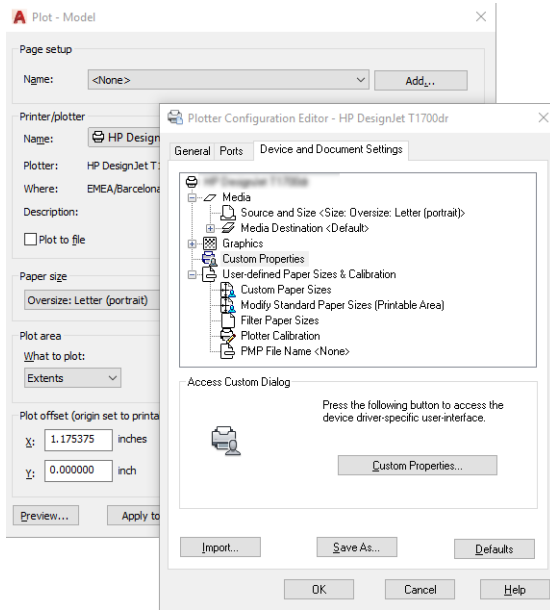 Plot - Model
Page setup
Name:
<None>
Add...
Printer/plotter
Name:
HP Design
Plotter:
HP DesignJet T1
Where:
EMEA/Barcelona
Description:
Plot to file
Paper size
Oversize: Letter (portrait)
Plot area
What to plot:
Extents
Plot offset (origin set to printa
X:
1.175375
inches
Y:
0.000000
inch
Preview...
Apply to
Plotter Configuration Editor - HP DesignJet T1700dr
General
Ports
Device and Document Settings
Media
Source and Size <Size: Oversize: Letter (portrait)>
Media Destination <Default>
Graphics
Custom Properties
User-defined Paper Sizes & Calibration
Custom Paper Sizes
Modify Standard Paper Sizes (Printable Area)
Filter Paper Sizes
Plotter Calibration
PMP File Name <None>
Access Custom Dialog
Press the following button to access the
device driver-specific user-interface.
Custom Properties...
Import...
Save As...
Defaults
OK
Cancel
Help